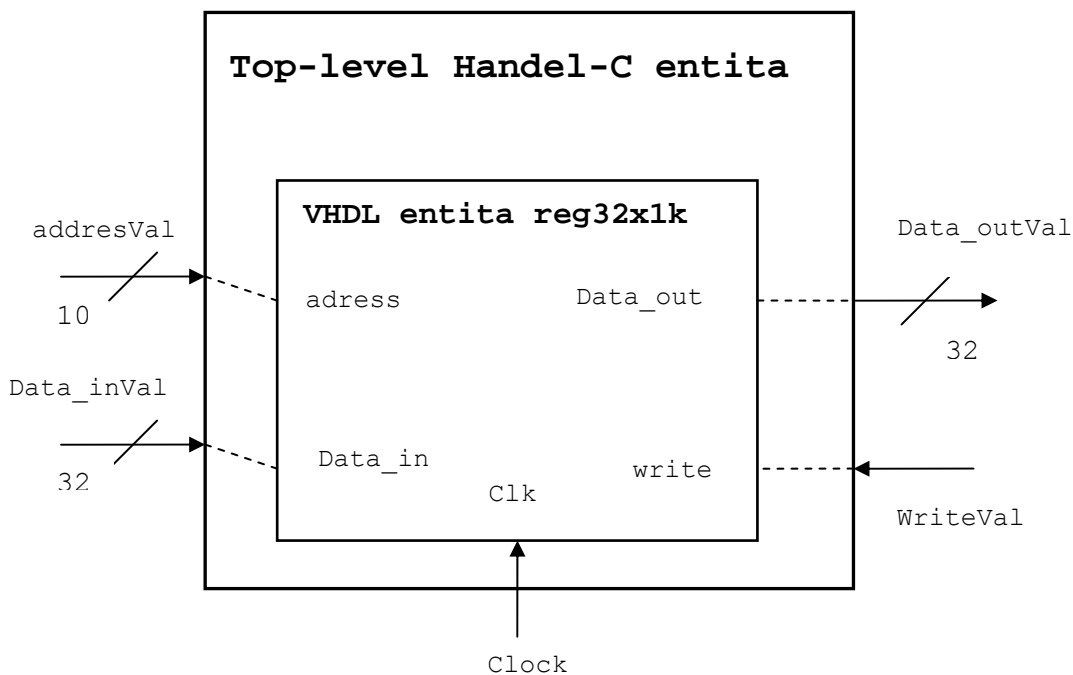 Top-level Handel-C entita
VHDL entita reg32x1k
addresVal
10
Data_inVal
32
adress
Data_in
Clk
Data_out
write
Data_outVal
32
WriteVal
Clock